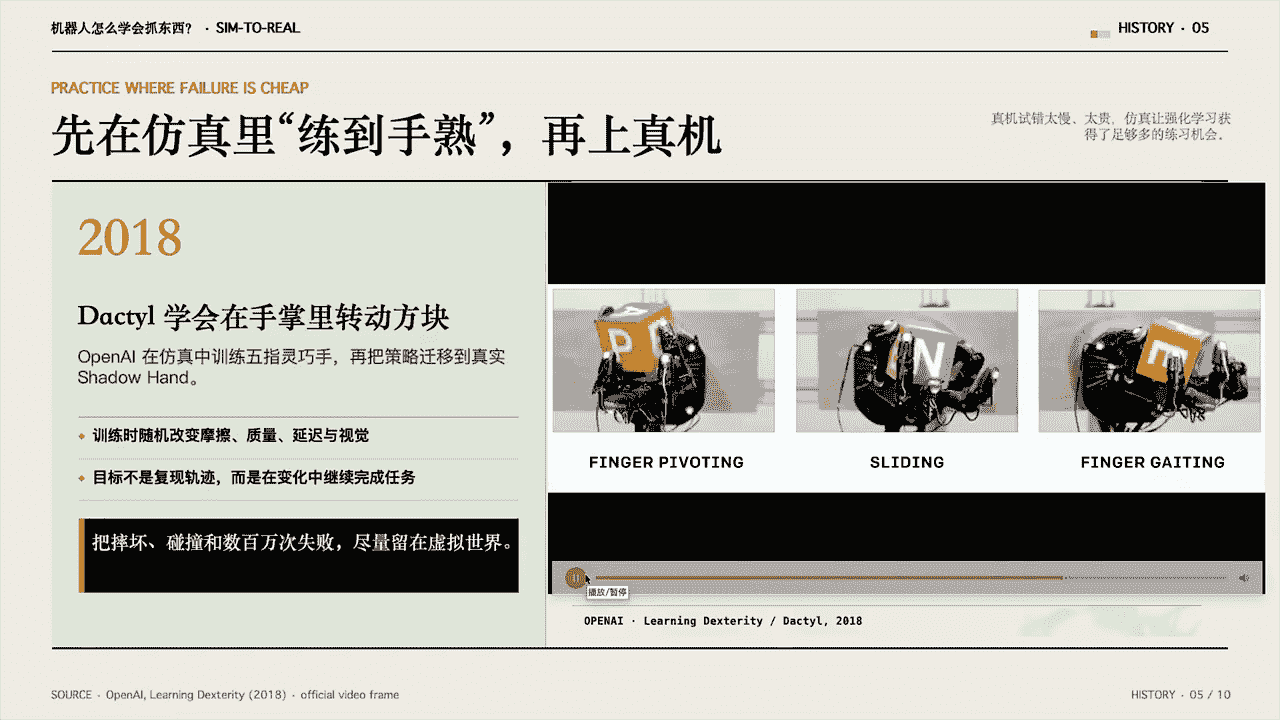 机器人怎么学会抓东西? · SIM-TO-REAL
HISTORY · 05
PRACTICE WHERE FAILURE IS CHEAP
先在仿真里“练到手熟”，再上真机
真机试错太慢、太贵，仿真让强化学习获
得了足够多的练习机会。
2018
Dactyl 学会在手掌里转动方块
OpenAI 在仿真中训练五指灵巧手，再把策略迁移到真实
Shadow Hand。
训练时随机改变摩擦、质量、延迟与视觉
目标不是复现轨迹，而是在变化中继续完成任务
把摔坏、碰撞和数百万次失败，尽量留在虚拟世界。
P
N
E
FINGER PIVOTING
SLIDING
FINGER GAITING
播放/暂停
OPENAI · Learning Dexterity / Dactyl, 2018
SOURCE · OpenAI, Learning Dexterity (2018) · official video frame
HISTORY · 05 / 10